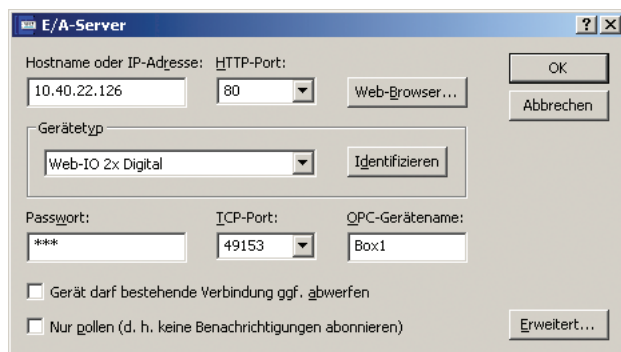 E/A-Server
Hostname oder IP-Adresse: HTTP-Port:
10.40.22.126 80 Web-Browser... OK
Abbrechen
Gerätetyp
Web-IO 2x Digital Identifizieren
Passwort: TCP-Port: OPC-Gerätename:
*** 49153 Box1
Gerät darf bestehende Verbindung ggf. abwerfen
Nur pollen (d. h. keine Benachrichtigungen abonnieren) Erweitert...